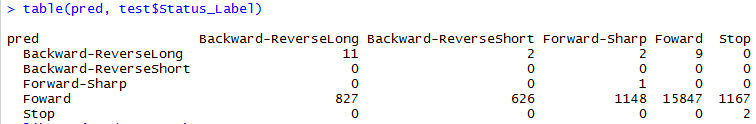 > table(pred, test$Status_Label)
pred Backward-ReverseLong Backward-ReverseShort Forward-Sharp Foward Stop
Backward-ReverseLong 11 2 2 9 0
Backward-ReverseShort 0 0 0 0 0
Forward-Sharp 0 0 1 0 0
Foward 827 626 1148 15847 1167
Stop 0 0 0 0 2